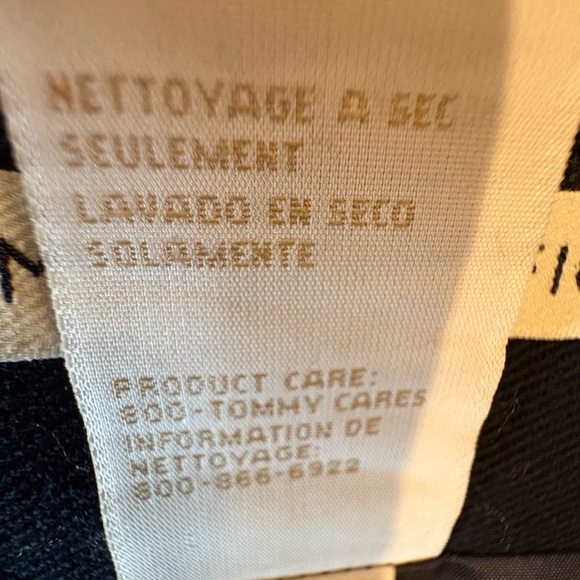 NETTOYAGE A SEC
SEULEMENT
LAVADO EN SECO
SOLAMENTE
PRODUCT CARE:
800-TOMMY CARES
INFORMATION DE
NETTOYAGE:
800-866-6922